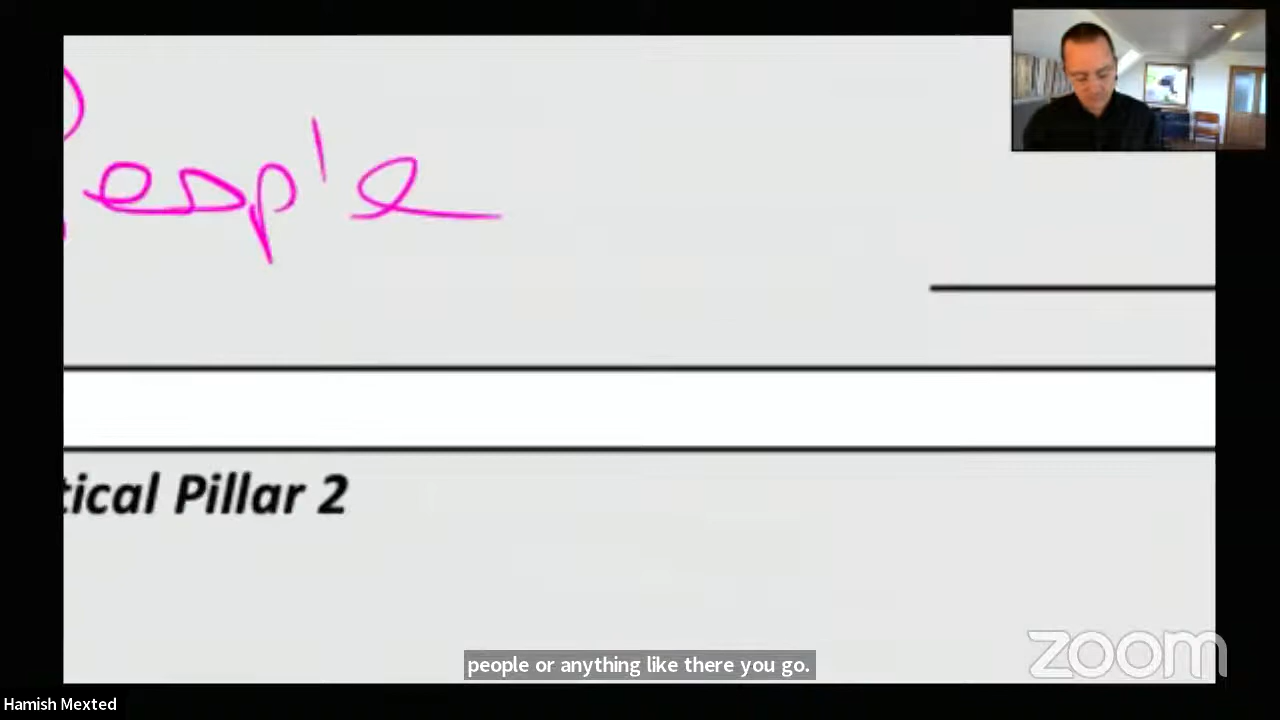 People
tical Pillar 2
people or anything like there you go.
zoom
Hamish Mexted